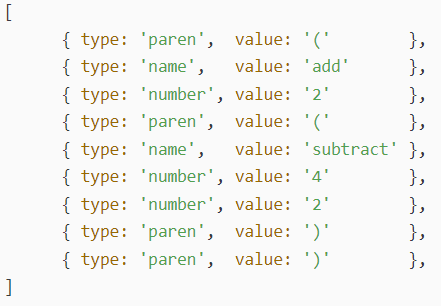 [
{ type: 'paren', value: '(' },
{ type: 'name', value: 'add' },
{ type: 'number', value: '2' },
{ type: 'paren', value: '(' },
{ type: 'name', value: 'subtract' },
{ type: 'number', value: '4' },
{ type: 'number', value: '2' },
{ type: 'paren', value: ')' },
{ type: 'paren', value: ')' },
]